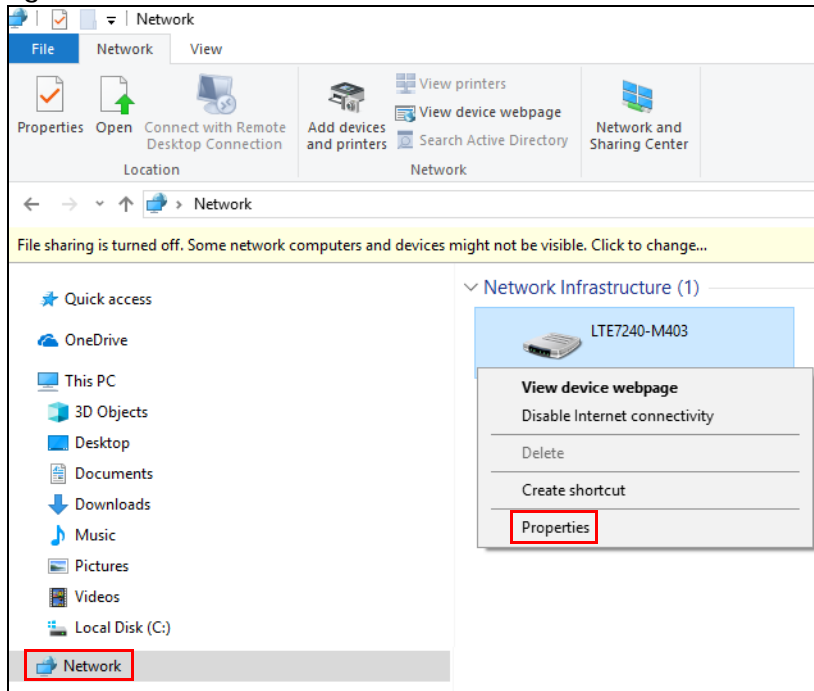 Network
File Network View
Properties Open Connect with Remote Desktop Connection
Location
Add devices and printers
View printers
View device webpage
Search Active Directory
Network
Network and Sharing Center
Network
File sharing is turned off. Some network computers and devices might not be visible. Click to change...
Quick access
OneDrive
This PC
3D Objects
Desktop
Documents
Downloads
Music
Pictures
Videos
Local Disk (C:)
Network
Network Infrastructure (1)
LTE7240-M403
View device webpage
Disable Internet connectivity
Delete
Create shortcut
Properties